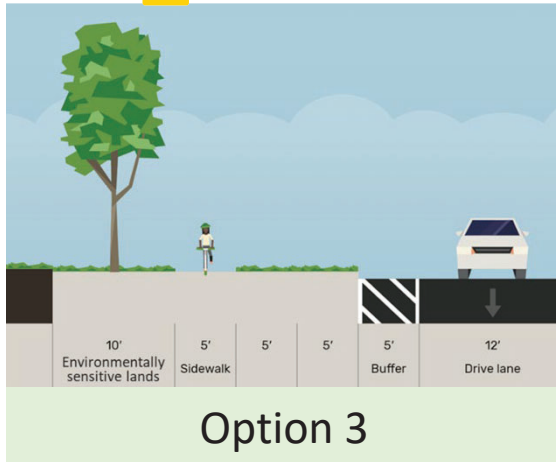 10' 5' 5' 5' 5' 12'
Environmentally sensitive lands Sidewalk Buffer Drive lane
Option 3